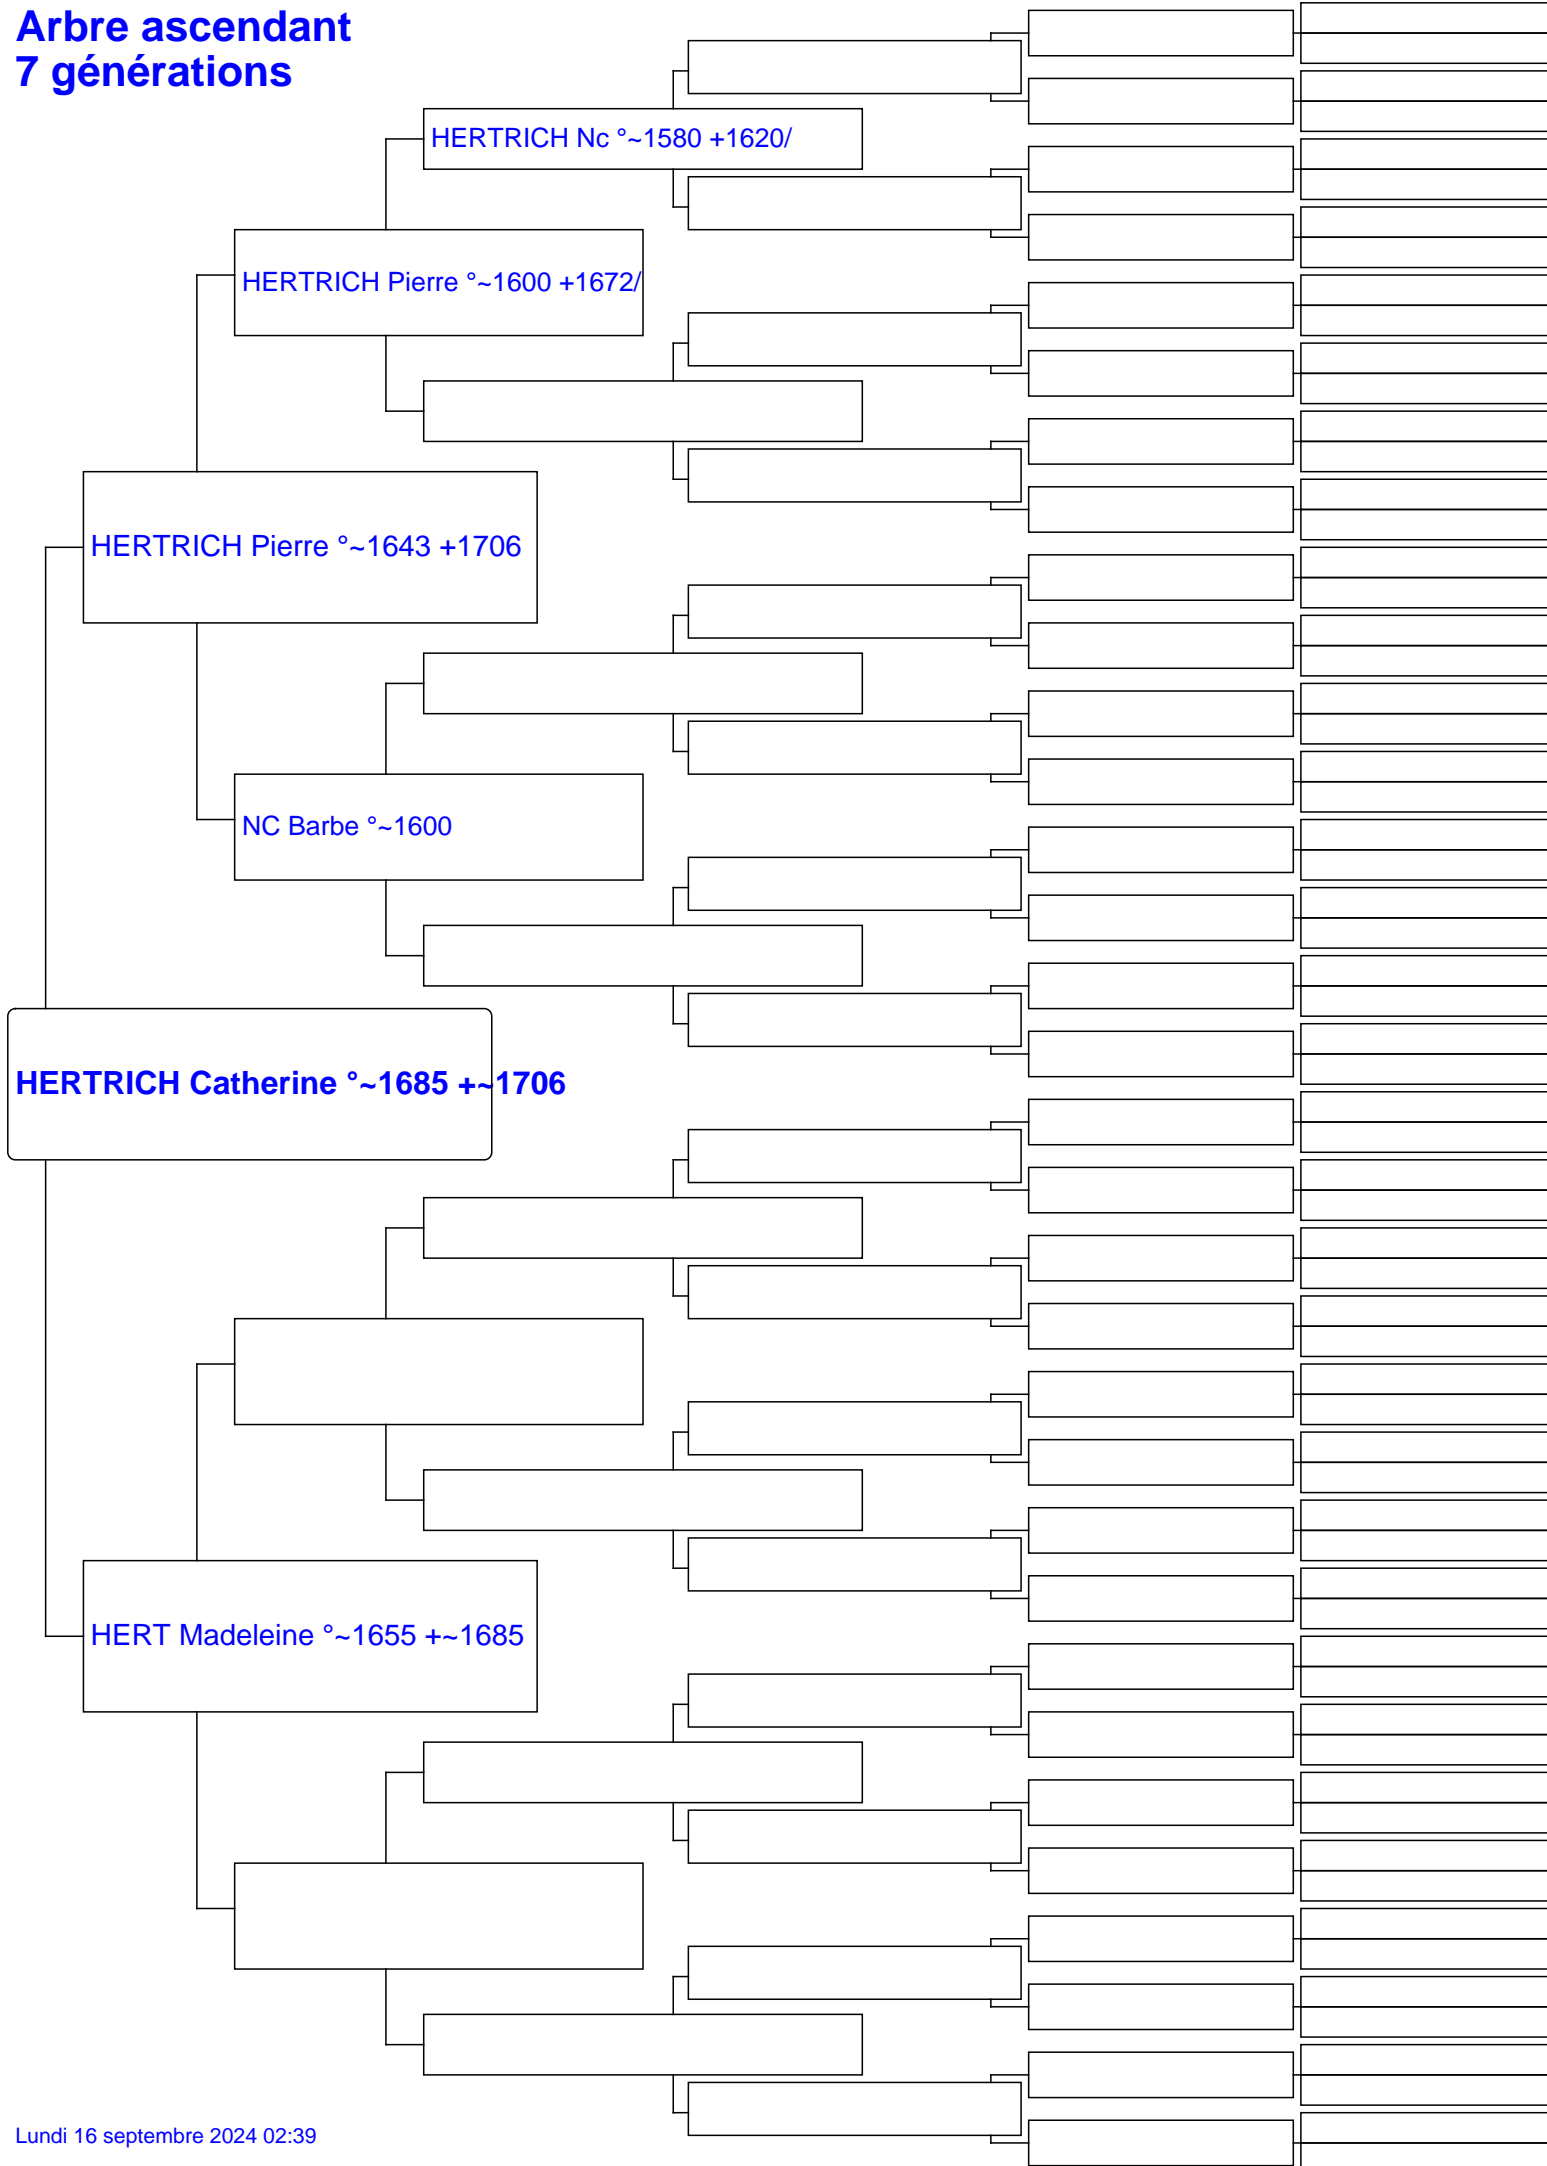 Arbre ascendant
7 générations
HERTRICH Nc °~1580 +1620/
HERTRICH Pierre °~1600 +1672/
HERTRICH Pierre °~1643 +1706
NC Barbe °~1600
HERTRICH Catherine °~1685 +~1706
HERT Madeleine °~1655 +~1685
Lundi 16 septembre 2024 02:39